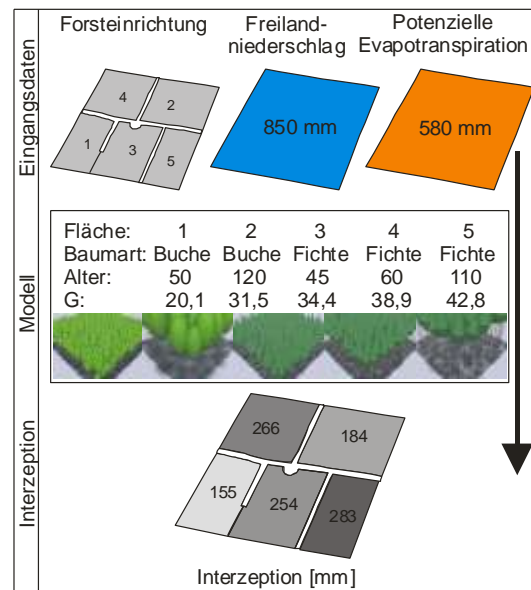 Eingangsdaten
Forsteinrichtung
Freiland-
niederschlag
Potenzielle
Evapotranspiration
4
2
1
3
5
850 mm
580 mm
Modell
Fläche: 1 2 3 4 5
Baumart: Buche Buche Fichte Fichte Fichte
Alter: 50 120 45 60 110
G: 20,1 31,5 34,4 38,9 42,8
Interzeption
266
184
155
254
283
Interzeption [mm]